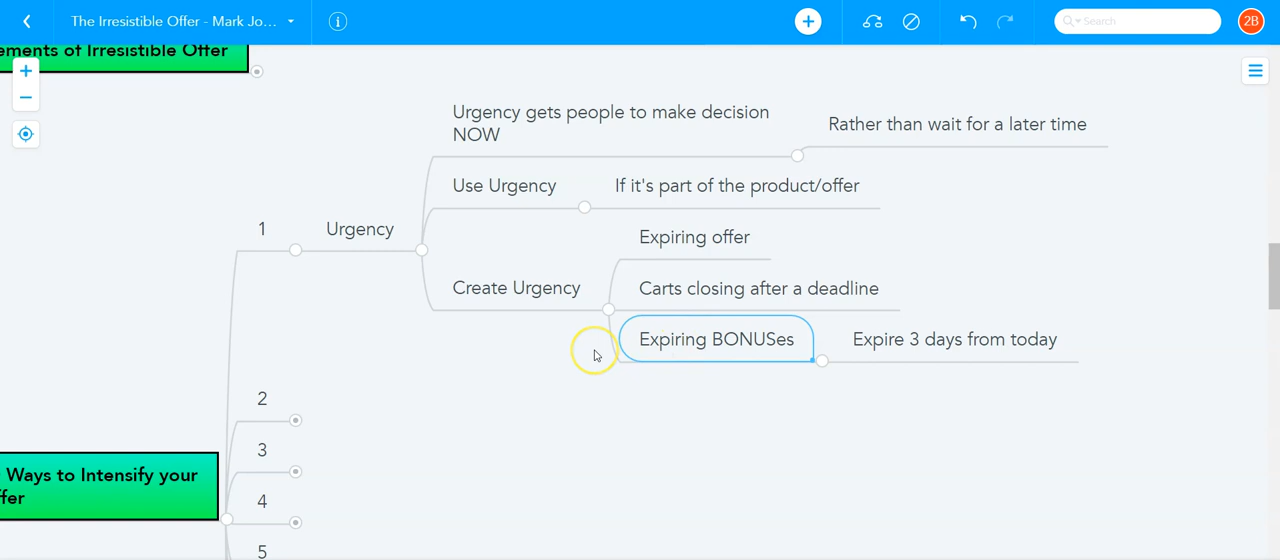 The Irresistible Offer - Mark Jo...
Search
2B
ements of Irresistible Offer
Urgency gets people to make decision
NOW
Rather than wait for a later time
Use Urgency
If it's part of the product/offer
1
Urgency
Expiring offer
Create Urgency
Carts closing after a deadline
Expiring BONUSes
Expire 3 days from today
2
3
Ways to Intensify your
ffer
4
5